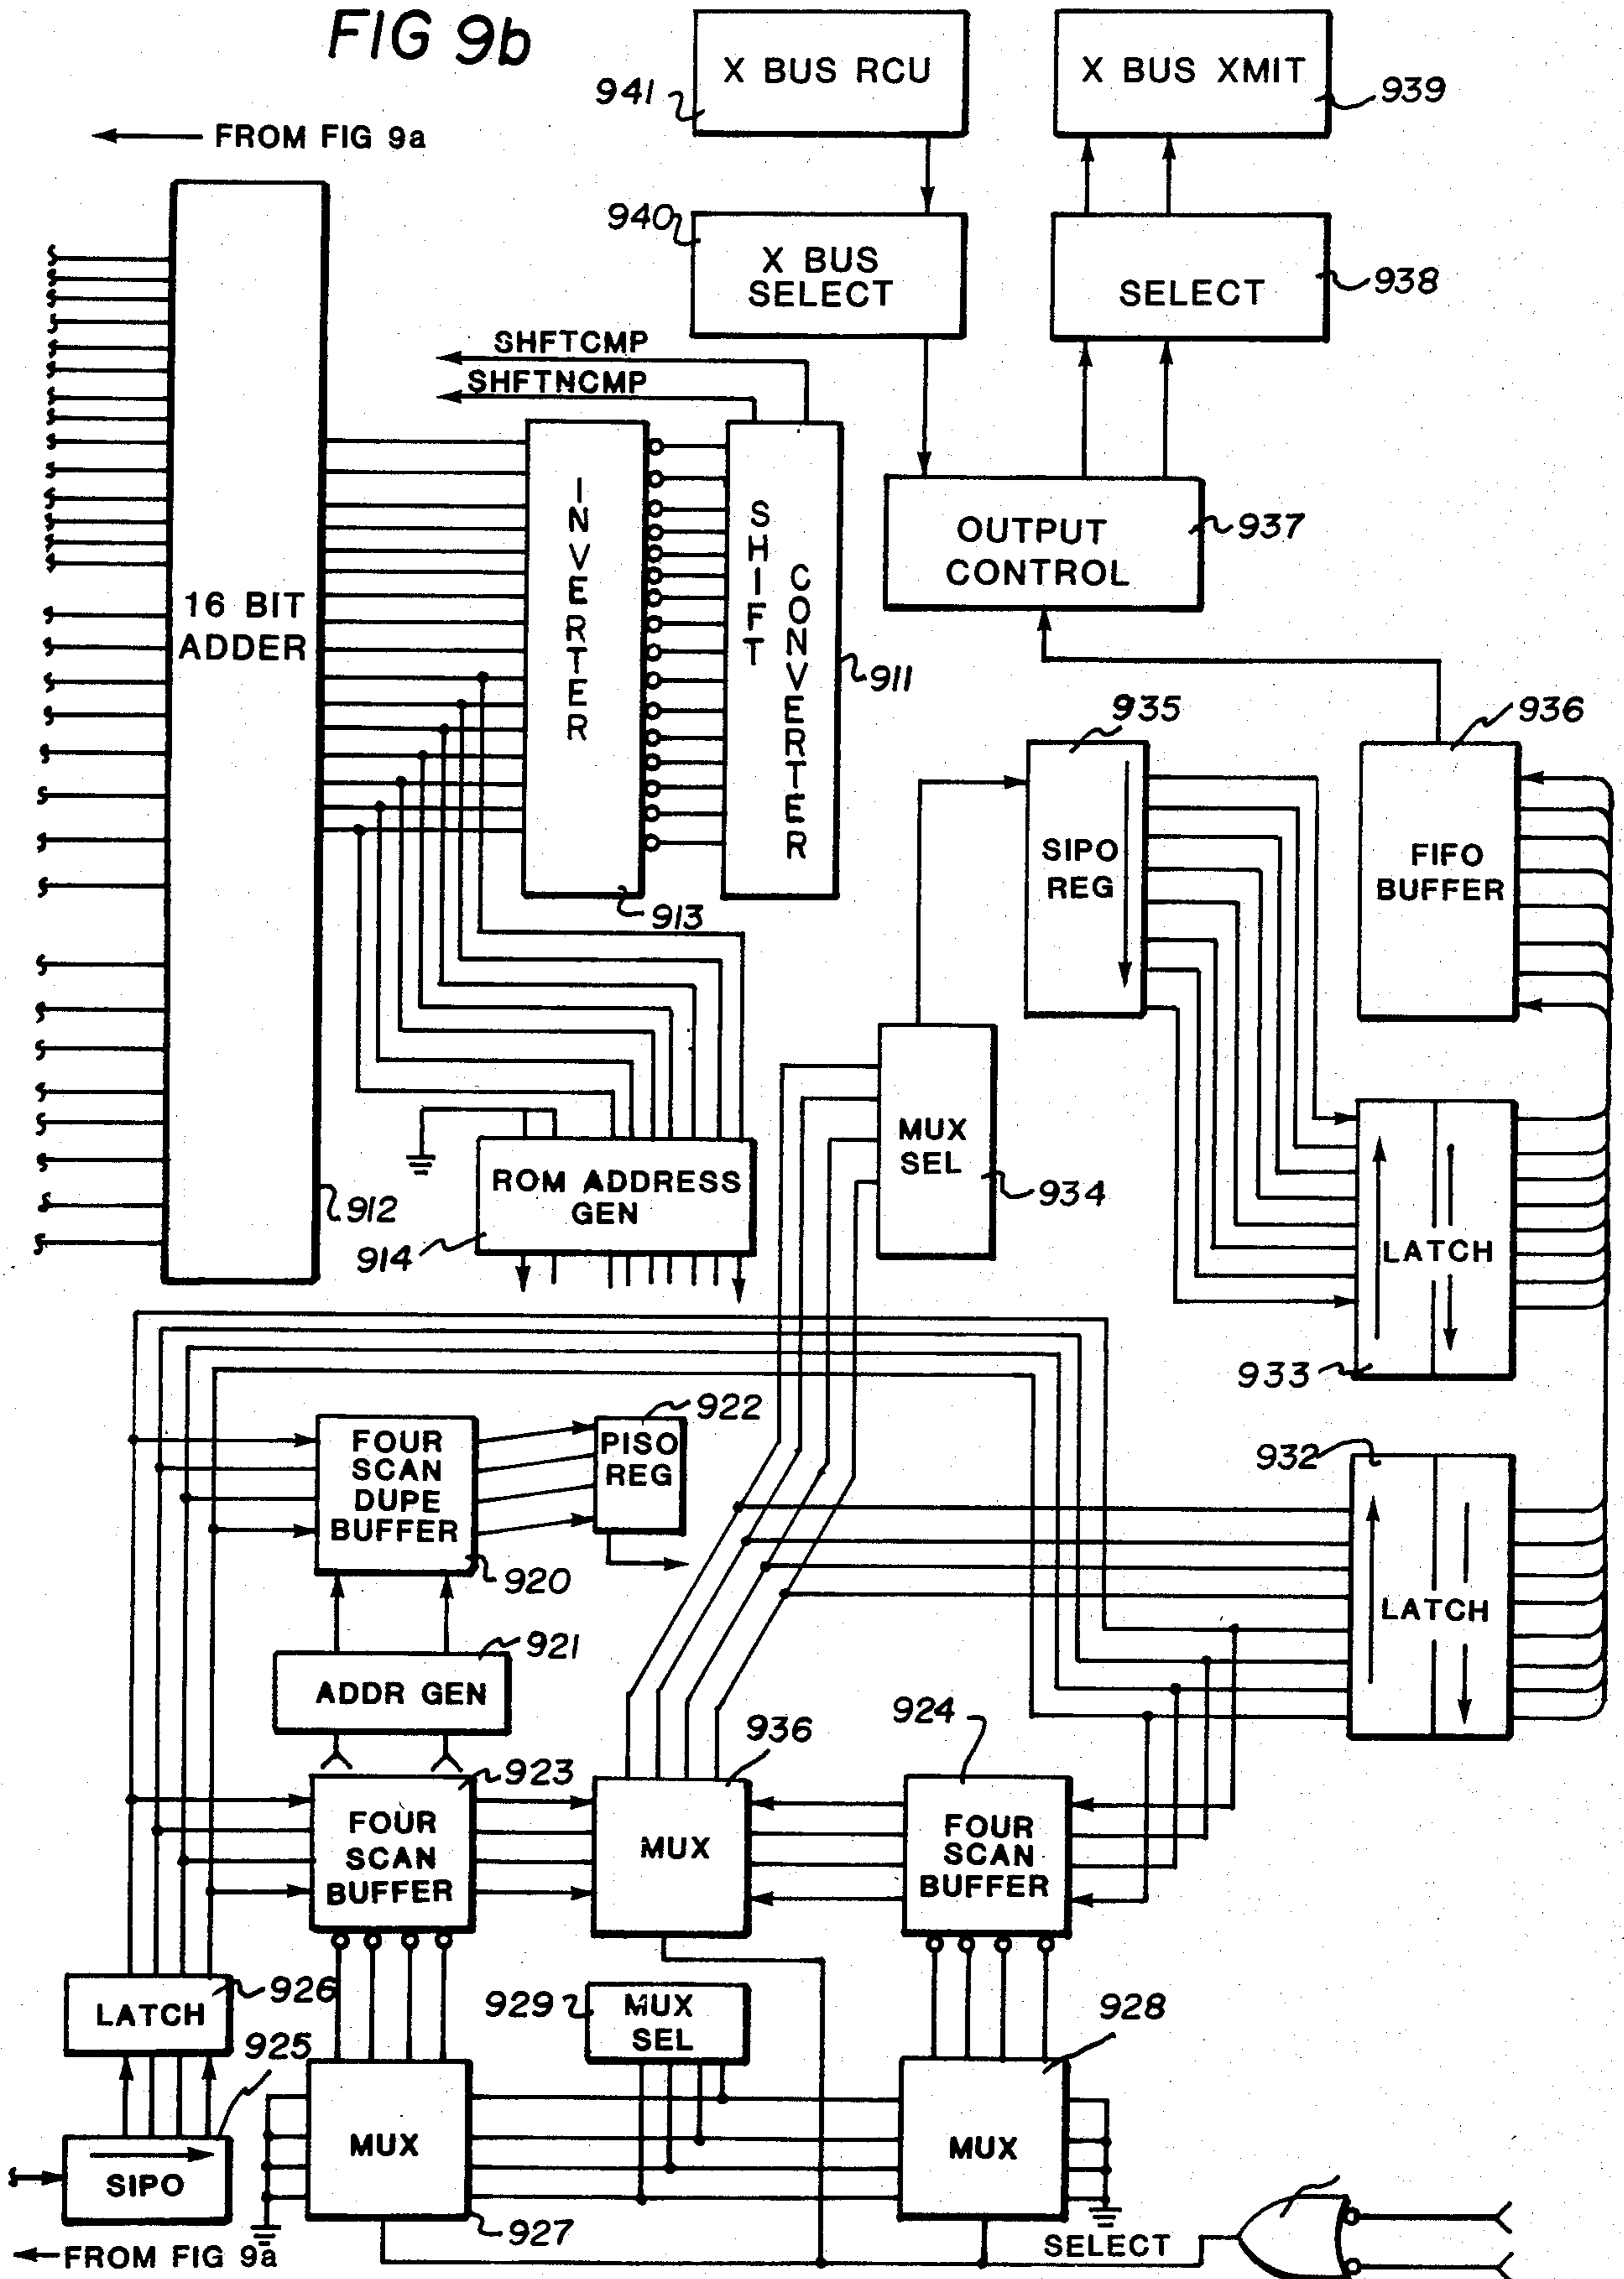 FIG 9b
X BUS RCU
941
X BUS XMIT
939
FROM FIG 9a
940
X BUS
SELECT
SELECT
938
SHFTCMP
SHFTNCMP
16 BIT
ADDER
INVERTER
SHIFT
CONVERTER
911
OUTPUT
CONTROL
937
935
936
SIPO
REG
FIFO
BUFFER
913
MUX
SEL
934
912
ROM ADDRESS
GEN
914
LATCH
933
922
FOUR
SCAN
DUPE
BUFFER
PISO
REG
920
932
LATCH
921
ADDR GEN
923
936
924
FOUR
SCAN
BUFFER
MUX
FOUR
SCAN
BUFFER
926
LATCH
929
MUX
SEL
928
925
SIPO
MUX
927
MUX
FROM FIG 9a
SELECT